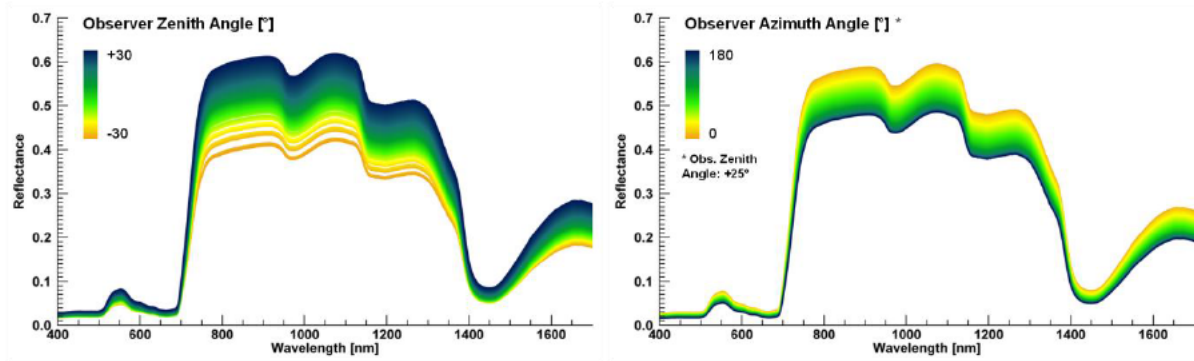 Observer Zenith Angle [°]
+30
-30
0.7
0.6
0.5
0.4
0.3
0.2
0.1
0.0
Reflectance
400 600 800 1000 1200 1400 1600
Wavelength [nm]
Observer Azimuth Angle [°] *
180
0
* Obs. Zenith
Angle: +25°
0.7
0.6
0.5
0.4
0.3
0.2
0.1
0.0
Reflectance
400 600 800 1000 1200 1400 1600
Wavelength [nm]